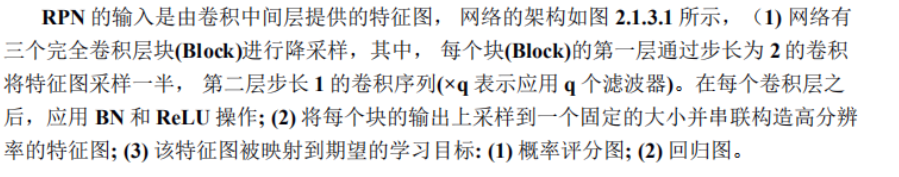 RPN 的输入是由卷积中间层提供的特征图， 网络的架构如图 2.1.3.1 所示，（1) 网络有
三个完全卷积层块(Block)进行降采样，其中， 每个块(Block)的第一层通过步长为 2 的卷积
将特征图采样一半， 第二层步长 1 的卷积序列(×q 表示应用 q 个滤波器)。在每个卷积层之
后，应用 BN 和 ReLU 操作; (2) 将每个块的输出上采样到一个固定的大小并串联构造高分辨
率的特征图; (3) 该特征图被映射到期望的学习目标: (1) 概率评分图; (2) 回归图。